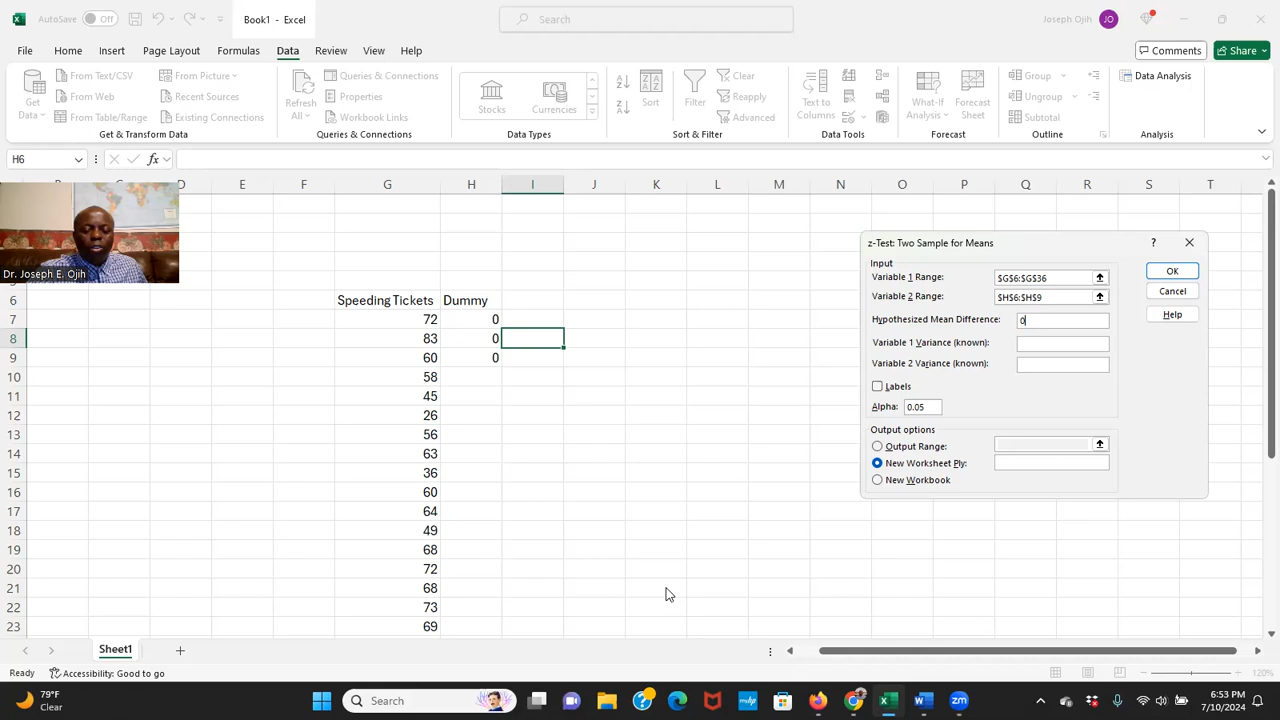 AutoSave Off Book1 - Excel Search Joseph Ojih JO
File Home Insert Page Layout Formulas Data Review View Help Comments Share
Get Data From Text/CSV From Web From Table/Range From Picture Recent Sources Existing Connections
Get & Transform Data
Refresh All Queries & Connections Properties Workbook Links
Queries & Connections
Stocks Currencies
Data Types
Sort Filter Clear Reapply Advanced
Sort & Filter
Text to Columns
Data Tools
What-If Analysis Forecast Sheet
Forecast
Group Ungroup Subtotal
Outline
Data Analysis
Analysis
H6 fx
D E F G H I J K L M N O P Q R S T
Dr. Joseph E. Ojih
6 Speeding Tickets Dummy
7 72 0
8 83 0
9 60 0
10 58
11 45
12 26
13 56
14 63
15 36
16 60
17 64
18 49
19 68
20 72
21 68
22 73
23 69
z-Test: Two Sample for Means ?
Input
Variable 1 Range: $G$6:$G$36
Variable 2 Range: $H$6:$H$9
Hypothesized Mean Difference: 0
Variable 1 Variance (known):
Variable 2 Variance (known):
Labels
Alpha: 0.05
Output options
Output Range:
New Worksheet Ply:
New Workbook
OK
Cancel
Help
Sheet1
Ready Accessibility: Good to go 120%
79°F
Clear
Search
mhp
zm
6:53 PM
7/10/2024